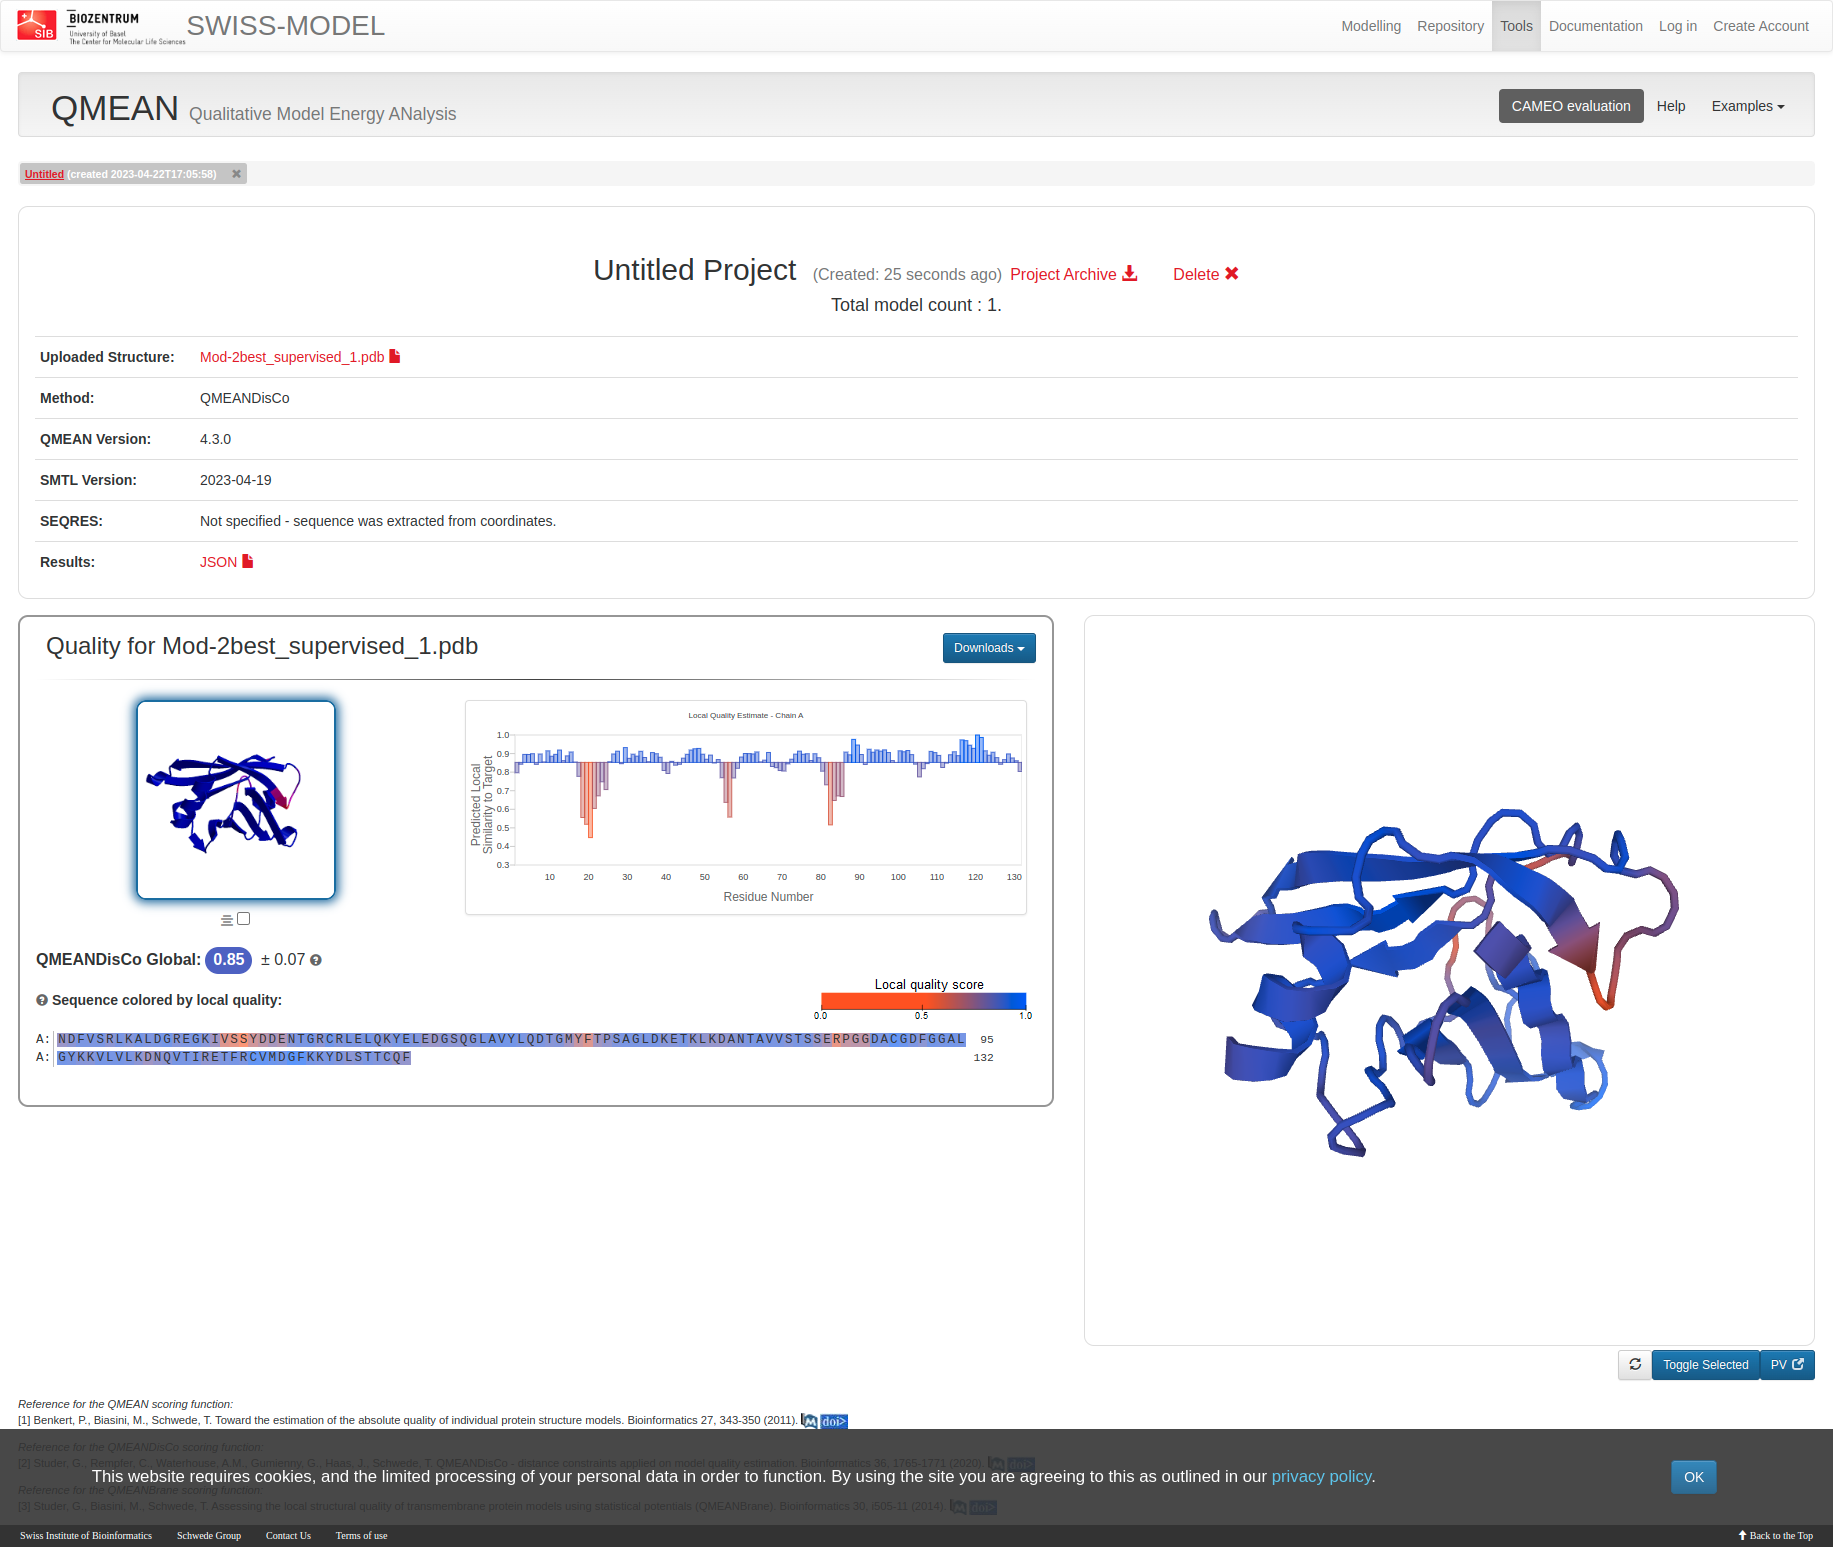 SIB
BIOZENTRUM
University of Basel
The Center for Molecular Life Sciences
SWISS-MODEL
Modelling Repository Tools Documentation Log in Create Account
QMEAN Qualitative Model Energy ANalysis
CAMEO evaluation Help Examples
Untitled (created 2023-04-22T17:05:58) ✖
Untitled Project (Created: 25 seconds ago) Project Archive Delete ✖
Total model count : 1.
Uploaded Structure: Mod-2best_supervised_1.pdb
Method: QMEANDisCo
QMEAN Version: 4.3.0
SMTL Version: 2023-04-19
SEQRES: Not specified - sequence was extracted from coordinates.
Results: JSON
Quality for Mod-2best_supervised_1.pdb
Downloads
Local Quality Estimate - Chain A
Predicted Local
Similarity to Target
1.0
0.9
0.8
0.7
0.6
0.5
0.4
0.3
10 20 30 40 50 60 70 80 90 100 110 120 130
Residue Number
QMEANDisCo Global: 0.85 ± 0.07
Local quality score
0.0 0.5 1.0
Sequence colored by local quality:
A: NDFVSRLKALDGREGKIVSSYDDENTGRCRLELQKYELEDGSQGLAVYLQDTGMYFTPSAGLDKETKLKDANTAVVSTSSERPGGDACGDFGGAL 95
A: GYKKVLVLKDNQVTIRETFRCVMDGFKKYDLSTTCQF 132
Toggle Selected PV
Reference for the QMEAN scoring function:
[1] Benkert, P., Biasini, M., Schwede, T. Toward the estimation of the absolute quality of individual protein structure models. Bioinformatics 27, 343-350 (2011). M doi>
Reference for the QMEANDisCo scoring function:
[2] Studer, G., Rempfer, C., Waterhouse, A.M., Gumienny, G., Haas, J., Schwede, T. QMEANDisCo - distance constraints applied on model quality estimation. Bioinformatics 36, 1765-1771 (2020). M doi>
This website requires cookies, and the limited processing of your personal data in order to function. By using the site you are agreeing to this as outlined in our privacy policy.
OK
Reference for the QMEANBrane scoring function:
[3] Studer, G., Biasini, M., Schwede, T. Assessing the local structural quality of transmembrane protein models using statistical potentials (QMEANBrane). Bioinformatics 30, i505-11 (2014). M doi>
Swiss Institute of Bioinformatics Schwede Group Contact Us Terms of use
Back to the Top